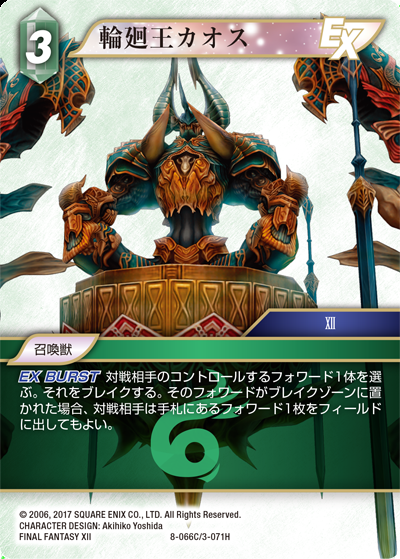 3
輪廻王カオス
EX
XII
召喚獣
EX BURST 対戦相手のコントロールするフォワード1体を選
ぶ。それをブレイクする。そのフォワードがブレイクゾーンに置
かれた場合、対戦相手は手札にあるフォワード1枚をフィールド
に出してもよい。
© 2006, 2017 SQUARE ENIX CO., LTD. All Rights Reserved.
CHARACTER DESIGN: Akihiko Yoshida
FINAL FANTASY XII
8-066C/3-071H